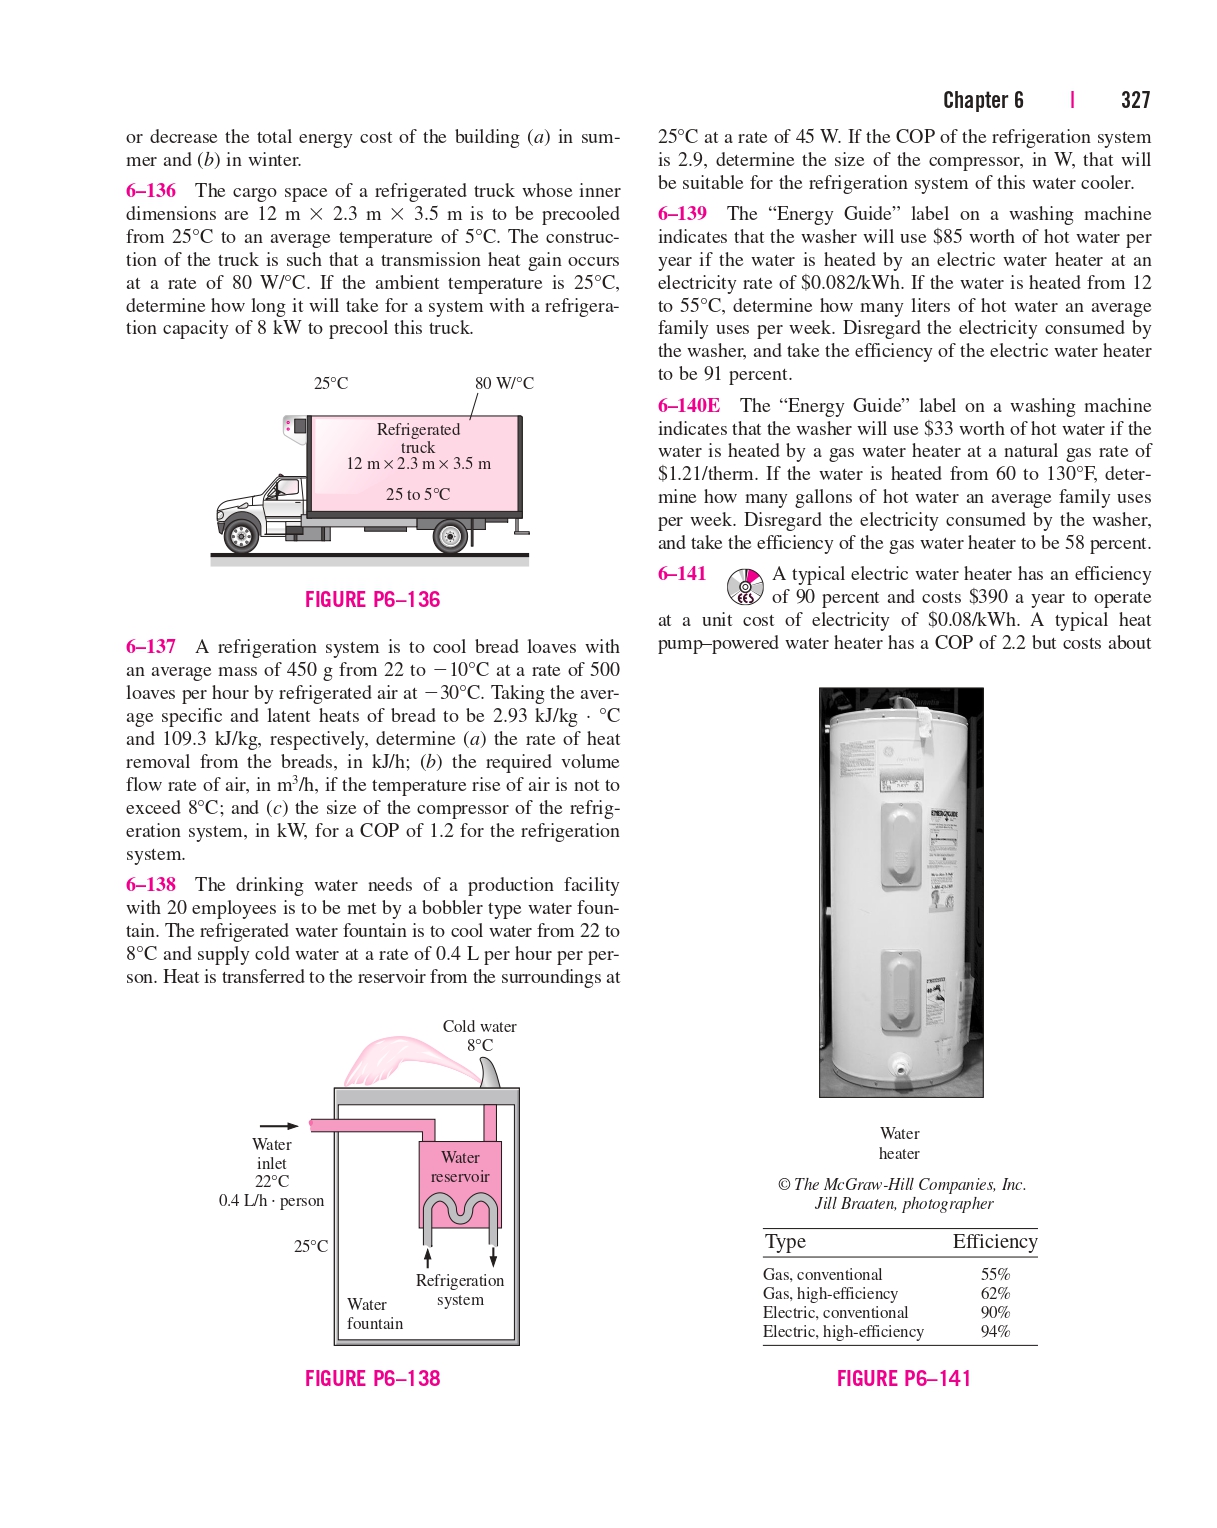 Chapter 6 | 327
or decrease the total energy cost of the building (a) in sum-
mer and (b) in winter.
6–136 The cargo space of a refrigerated truck whose inner
dimensions are 12 m × 2.3 m × 3.5 m is to be precooled
from 25°C to an average temperature of 5°C. The construc-
tion of the truck is such that a transmission heat gain occurs
at a rate of 80 W/°C. If the ambient temperature is 25°C,
determine how long it will take for a system with a refrigera-
tion capacity of 8 kW to precool this truck.
25°C
80 W/°C
Refrigerated
truck
12 m × 2.3 m × 3.5 m
25 to 5°C
FIGURE P6–136
6–137 A refrigeration system is to cool bread loaves with
an average mass of 450 g from 22 to −10°C at a rate of 500
loaves per hour by refrigerated air at −30°C. Taking the aver-
age specific and latent heats of bread to be 2.93 kJ/kg · °C
and 109.3 kJ/kg, respectively, determine (a) the rate of heat
removal from the breads, in kJ/h; (b) the required volume
flow rate of air, in m³/h, if the temperature rise of air is not to
exceed 8°C; and (c) the size of the compressor of the refrig-
eration system, in kW, for a COP of 1.2 for the refrigeration
system.
6–138 The drinking water needs of a production facility
with 20 employees is to be met by a bobbler type water foun-
tain. The refrigerated water fountain is to cool water from 22 to
8°C and supply cold water at a rate of 0.4 L per hour per per-
son. Heat is transferred to the reservoir from the surroundings at
Cold water
8°C
Water
inlet
22°C
0.4 L/h · person
Water
reservoir
25°C
Refrigeration
system
Water
fountain
FIGURE P6–138
25°C at a rate of 45 W. If the COP of the refrigeration system
is 2.9, determine the size of the compressor, in W, that will
be suitable for the refrigeration system of this water cooler.
6–139 The “Energy Guide” label on a washing machine
indicates that the washer will use $85 worth of hot water per
year if the water is heated by an electric water heater at an
electricity rate of $0.082/kWh. If the water is heated from 12
to 55°C, determine how many liters of hot water an average
family uses per week. Disregard the electricity consumed by
the washer, and take the efficiency of the electric water heater
to be 91 percent.
6–140E The “Energy Guide” label on a washing machine
indicates that the washer will use $33 worth of hot water if the
water is heated by a gas water heater at a natural gas rate of
$1.21/therm. If the water is heated from 60 to 130°F, deter-
mine how many gallons of hot water an average family uses
per week. Disregard the electricity consumed by the washer,
and take the efficiency of the gas water heater to be 58 percent.
6–141 EES A typical electric water heater has an efficiency
of 90 percent and costs $390 a year to operate
at a unit cost of electricity of $0.08/kWh. A typical heat
pump–powered water heater has a COP of 2.2 but costs about
ENERGYGUIDE
Water
heater
© The McGraw-Hill Companies, Inc.
Jill Braaten, photographer
Type Efficiency
Gas, conventional 55%
Gas, high-efficiency 62%
Electric, conventional 90%
Electric, high-efficiency 94%
FIGURE P6–141